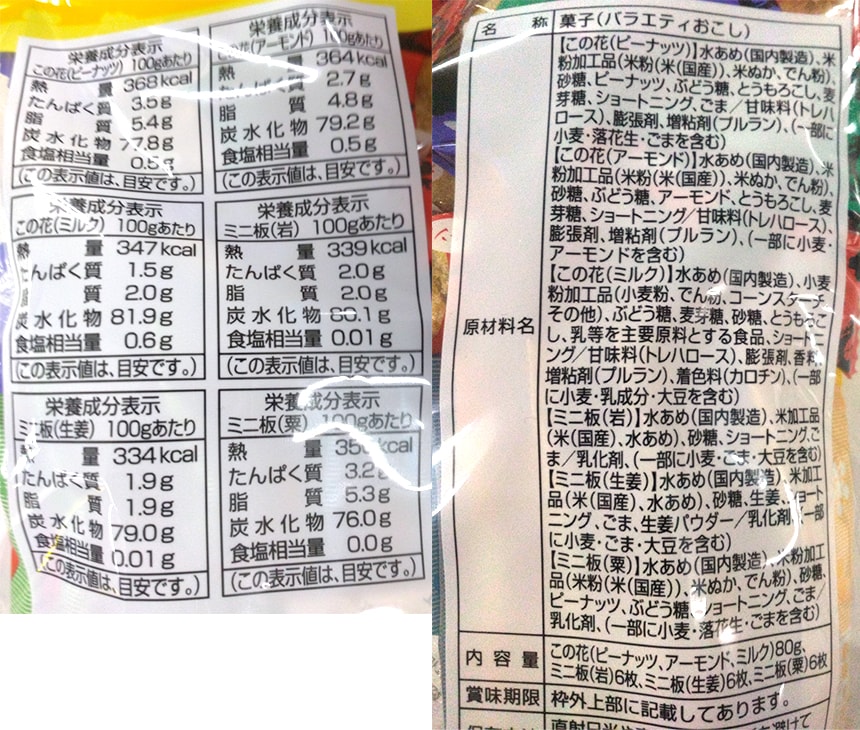 栄養成分表示
この花(ピーナッツ) 100gあたり
熱量 368kcal
たんぱく質 3.5g
脂質 5.4g
炭水化物 77.8g
食塩相当量 0.5g
(この表示値は、目安です。)
栄養成分表示
この花(アーモンド) 100gあたり
熱量 364kcal
たんぱく質 2.7g
脂質 4.8g
炭水化物 79.2g
食塩相当量 0.5g
(この表示値は、目安です。)
栄養成分表示
この花(ミルク) 100gあたり
熱量 347kcal
たんぱく質 1.5g
脂質 2.0g
炭水化物 81.9g
食塩相当量 0.6g
(この表示値は、目安です。)
栄養成分表示
ミニ板(岩) 100gあたり
熱量 339kcal
たんぱく質 2.0g
脂質 2.0g
炭水化物
食塩相当量 0.01g
(この表示値は、目安です。)
栄養成分表示
ミニ板(生姜) 100gあたり
熱量 334kcal
たんぱく質 1.9g
脂質 1.9g
炭水化物 79.0g
食塩相当量 0.01g
(この表示値は、目安です。)
栄養成分表示
ミニ板(粟) 100gあたり
熱量 kcal
たんぱく質 3.2g
脂質 5.3g
炭水化物 76.0g
食塩相当量 0.0g
(この表示値は、目安です。)
名称 菓子(バラエティおこし)
原材料名
【この花(ピーナッツ)】水あめ(国内製造)、米
粉加工品(米粉(米(国産))、米ぬか、でん粉)、
砂糖、ピーナッツ、ぶどう糖、とうもろこし、麦
芽糖、ショートニング、ごま/甘味料(トレハ
ロース)、膨張剤、増粘剤(プルラン)、(一部に
小麦・落花生・ごまを含む)
【この花(アーモンド)】水あめ(国内製造)、米
粉加工品(米粉(米(国産))、米ぬか、でん粉)、
砂糖、ぶどう糖、アーモンド、とうもろこし、麦
芽糖、ショートニング/甘味料(トレハロース)、
膨張剤、増粘剤(プルラン)、(一部に小麦・
アーモンドを含む)
【この花(ミルク)】水あめ(国内製造)、小麦
粉加工品(小麦粉、でん粉、コーンスターチ
その他)、ぶどう糖、麦芽糖、砂糖、とうもろこ
し、乳等を主要原料とする食品、ショートニ
ング/甘味料(トレハロース)、膨張剤、香料、
増粘剤(プルラン)、着色料(カロチン)、(一部
に小麦・乳成分・大豆を含む)
【ミニ板(岩)】水あめ(国内製造)、米加工品
(米(国産)、水あめ)、砂糖、ショートニング、ご
ま/乳化剤、(一部に小麦・ごま・大豆を含む)
【ミニ板(生姜)】水あめ(国内製造)、米加工
品(米(国産)、水あめ)、砂糖、生姜、ショート
ニング、ごま、生姜パウダー/乳化剤、(一部
に小麦・ごま・大豆を含む)
【ミニ板(粟)】水あめ(国内製造)、米粉加工
品(米粉(米(国産))、米ぬか、でん粉)、砂糖、
ピーナッツ、ぶどう糖、ショートニング、ごま/
乳化剤、(一部に小麦・落花生・ごまを含む)
内容量 この花(ピーナッツ、アーモンド、ミルク)80g、
ミニ板(岩)6枚、ミニ板(生姜)6枚、ミニ板(粟)6枚
賞味期限 枠外上部に記載してあります。